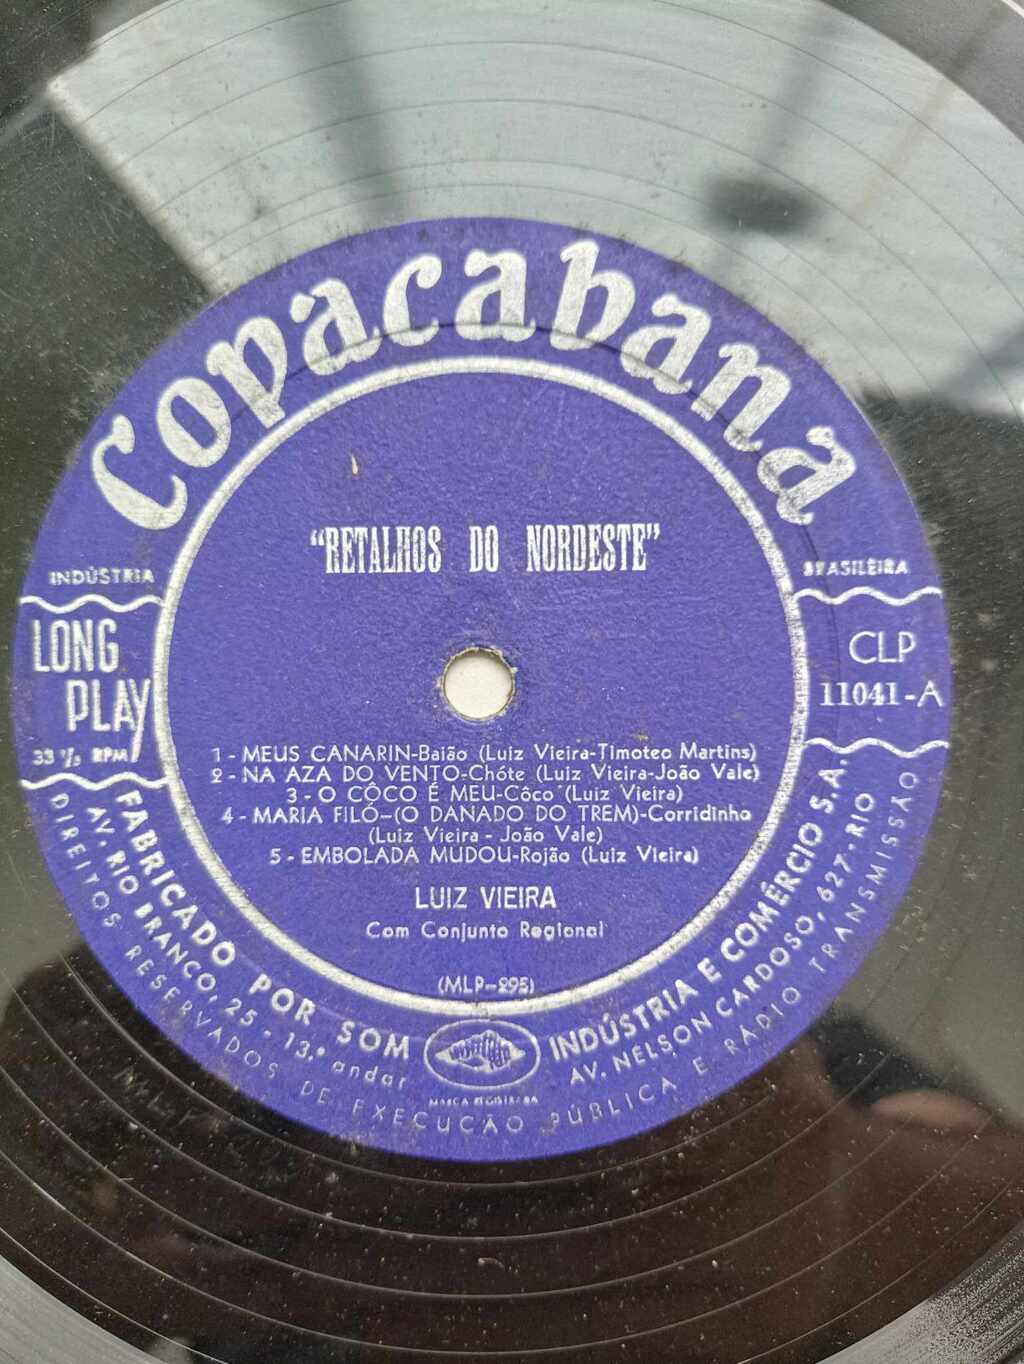 Copacabana
INDÚSTRIA
BRASILEIRA
"RETALHOS DO NORDESTE"
LONG
PLAY
33 1/3 RPM
CLP
11041-A
1 - MEUS CANARIN-Baião (Luiz Vieira-Timoteo Martins)
2 - NA AZA DO VENTO-Chóte (Luiz Vieira-João Vale)
3 - O CÔCO É MEU-Côco (Luiz Vieira)
4 - MARIA FILÓ-(O DANADO DO TREM)-Corridinho
(Luiz Vieira - João Vale)
5 - EMBOLADA MUDOU-Rojão (Luiz Vieira)
LUIZ VIEIRA
Com Conjunto Regional
(MLP-295)
FABRICADO POR SOM INDÚSTRIA E COMÉRCIO S.A.
AV. RIO BRANCO, 25 - 13.º andar AV. NELSON CARDOSO, 627-RIO
MARCA REGISTRADA
DIREITOS RESERVADOS DE EXECUÇÃO PÚBLICA E RÁDIO TRANSMISSÃO